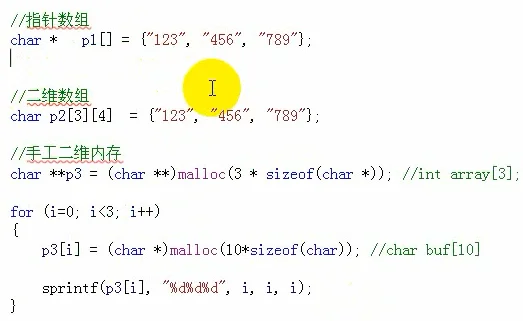 //指针数组
char *   p1[] = {"123", "456", "789"};
//二维数组
char p2[3][4]  = {"123", "456", "789"};
//手工二维内存
char **p3 = (char **)malloc(3 * sizeof(char *)); //int array[3];
for (i=0; i<3; i++)
{
    p3[i] = (char *)malloc(10*sizeof(char)); //char buf[10]
    sprintf(p3[i], "%d%d%d", i, i, i);
}